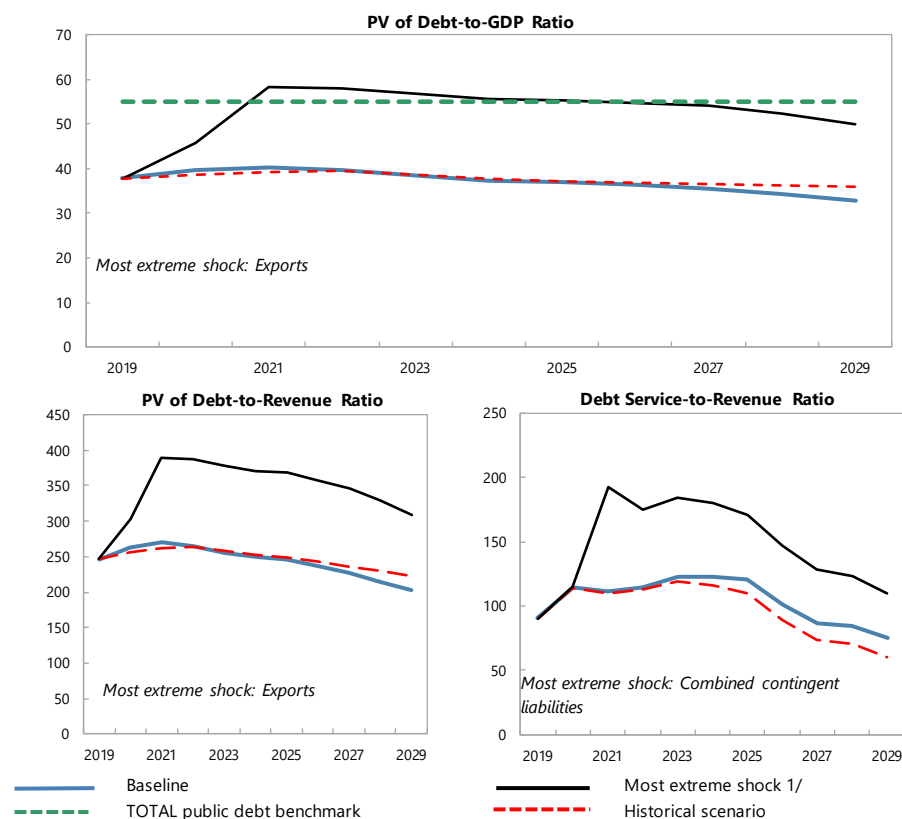 PV of Debt-to-GDP Ratio
70
60
50
40
30
20
10
0
Most extreme shock: Exports
2019 2021 2023 2025 2027 2029
PV of Debt-to-Revenue Ratio
450
400
350
300
250
200
150
100
50
0
Most extreme shock: Exports
2019 2021 2023 2025 2027 2029
Debt Service-to-Revenue Ratio
250
200
150
100
50
0
Most extreme shock: Combined contingent
liabilities
2019 2021 2023 2025 2027 2029
Baseline
Most extreme shock 1/
TOTAL public debt benchmark
Historical scenario